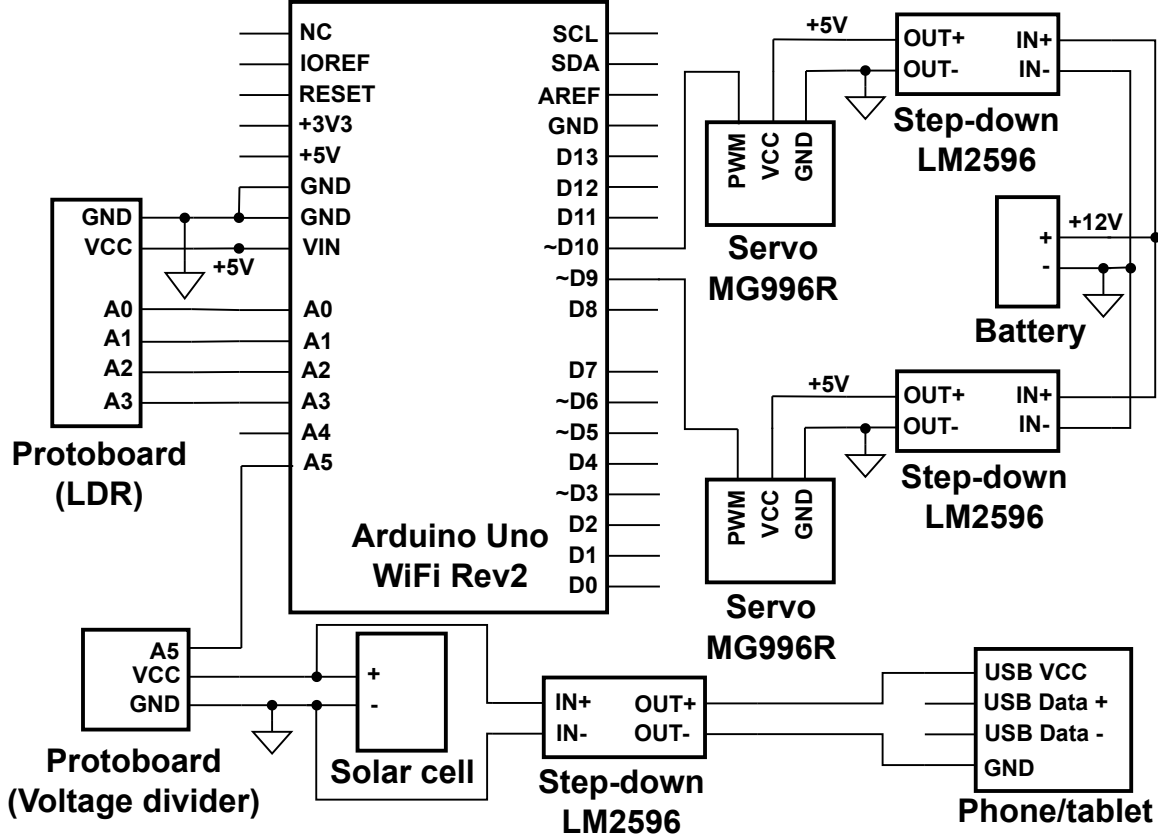 NC
IOREF
RESET
+3V3
+5V
GND
GND
VIN
A0
A1
A2
A3
A4
A5
SCL
SDA
AREF
GND
D13
D12
D11
~D10
~D9
D8
D7
~D6
~D5
D4
~D3
D2
D1
D0
Arduino Uno
WiFi Rev2
GND
VCC
A0
A1
A2
A3
Protoboard
(LDR)
+5V
PWM
VCC
GND
Servo
MG996R
+5V
OUT+
OUT-
IN+
IN-
Step-down
LM2596
+
-
+12V
Battery
PWM
VCC
GND
Servo
MG996R
+5V
OUT+
OUT-
IN+
IN-
Step-down
LM2596
A5
VCC
GND
Protoboard
(Voltage divider)
+
-
Solar cell
IN+
IN-
OUT+
OUT-
Step-down
LM2596
USB VCC
USB Data +
USB Data -
GND
Phone/tablet